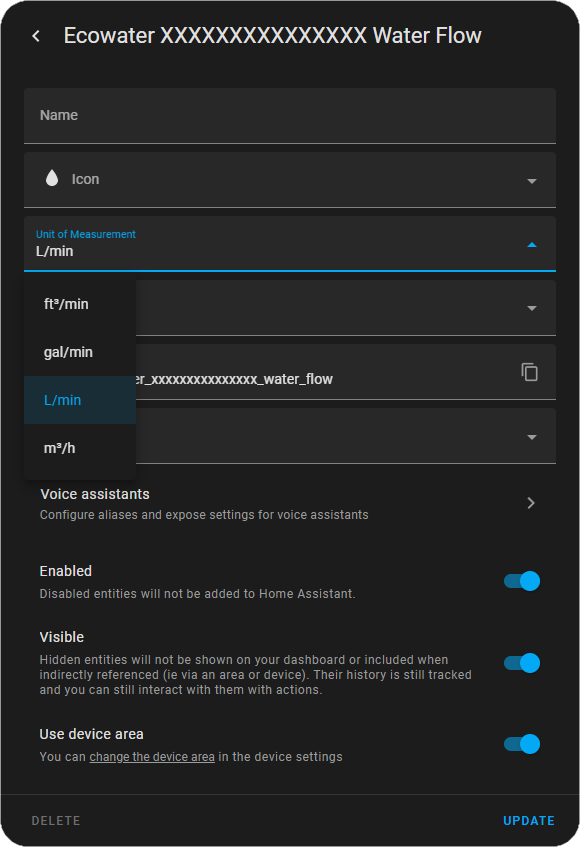 Ecowater XXXXXXXXXXXXXXX Water Flow
Name
Icon
Unit of Measurement
L/min
ft³/min
gal/min
er_xxxxxxxxxxxxxxx_water_flow
L/min
m³/h
Voice assistants
Configure aliases and expose settings for voice assistants
Enabled
Disabled entities will not be added to Home Assistant.
Visible
Hidden entities will not be shown on your dashboard or included when
indirectly referenced (ie via an area or device). Their history is still tracked
and you can still interact with them with actions.
Use device area
You can change the device area in the device settings
DELETE
UPDATE